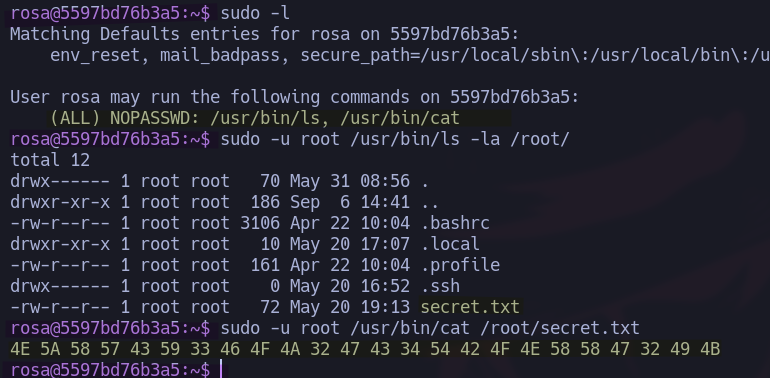 rosa@5597bd76b3a5:~$ sudo -l
Matching Defaults entries for rosa on 5597bd76b3a5:
    env_reset, mail_badpass, secure_path=/usr/local/sbin\:/usr/local/bin\:/u

User rosa may run the following commands on 5597bd76b3a5:
    (ALL) NOPASSWD: /usr/bin/ls, /usr/bin/cat
rosa@5597bd76b3a5:~$ sudo -u root /usr/bin/ls -la /root/
total 12
drwx------ 1 root root   70 May 31 08:56 .
drwxr-xr-x 1 root root  186 Sep  6 14:41 ..
-rw-r--r-- 1 root root 3106 Apr 22 10:04 .bashrc
drwxr-xr-x 1 root root   10 May 20 17:07 .local
-rw-r--r-- 1 root root  161 Apr 22 10:04 .profile
drwx------ 1 root root    0 May 20 16:52 .ssh
-rw-r--r-- 1 root root   72 May 20 19:13 secret.txt
rosa@5597bd76b3a5:~$ sudo -u root /usr/bin/cat /root/secret.txt
4E 5A 58 57 43 59 33 46 4F 4A 32 47 43 34 54 42 4F 4E 58 58 47 32 49 4B
rosa@5597bd76b3a5:~$